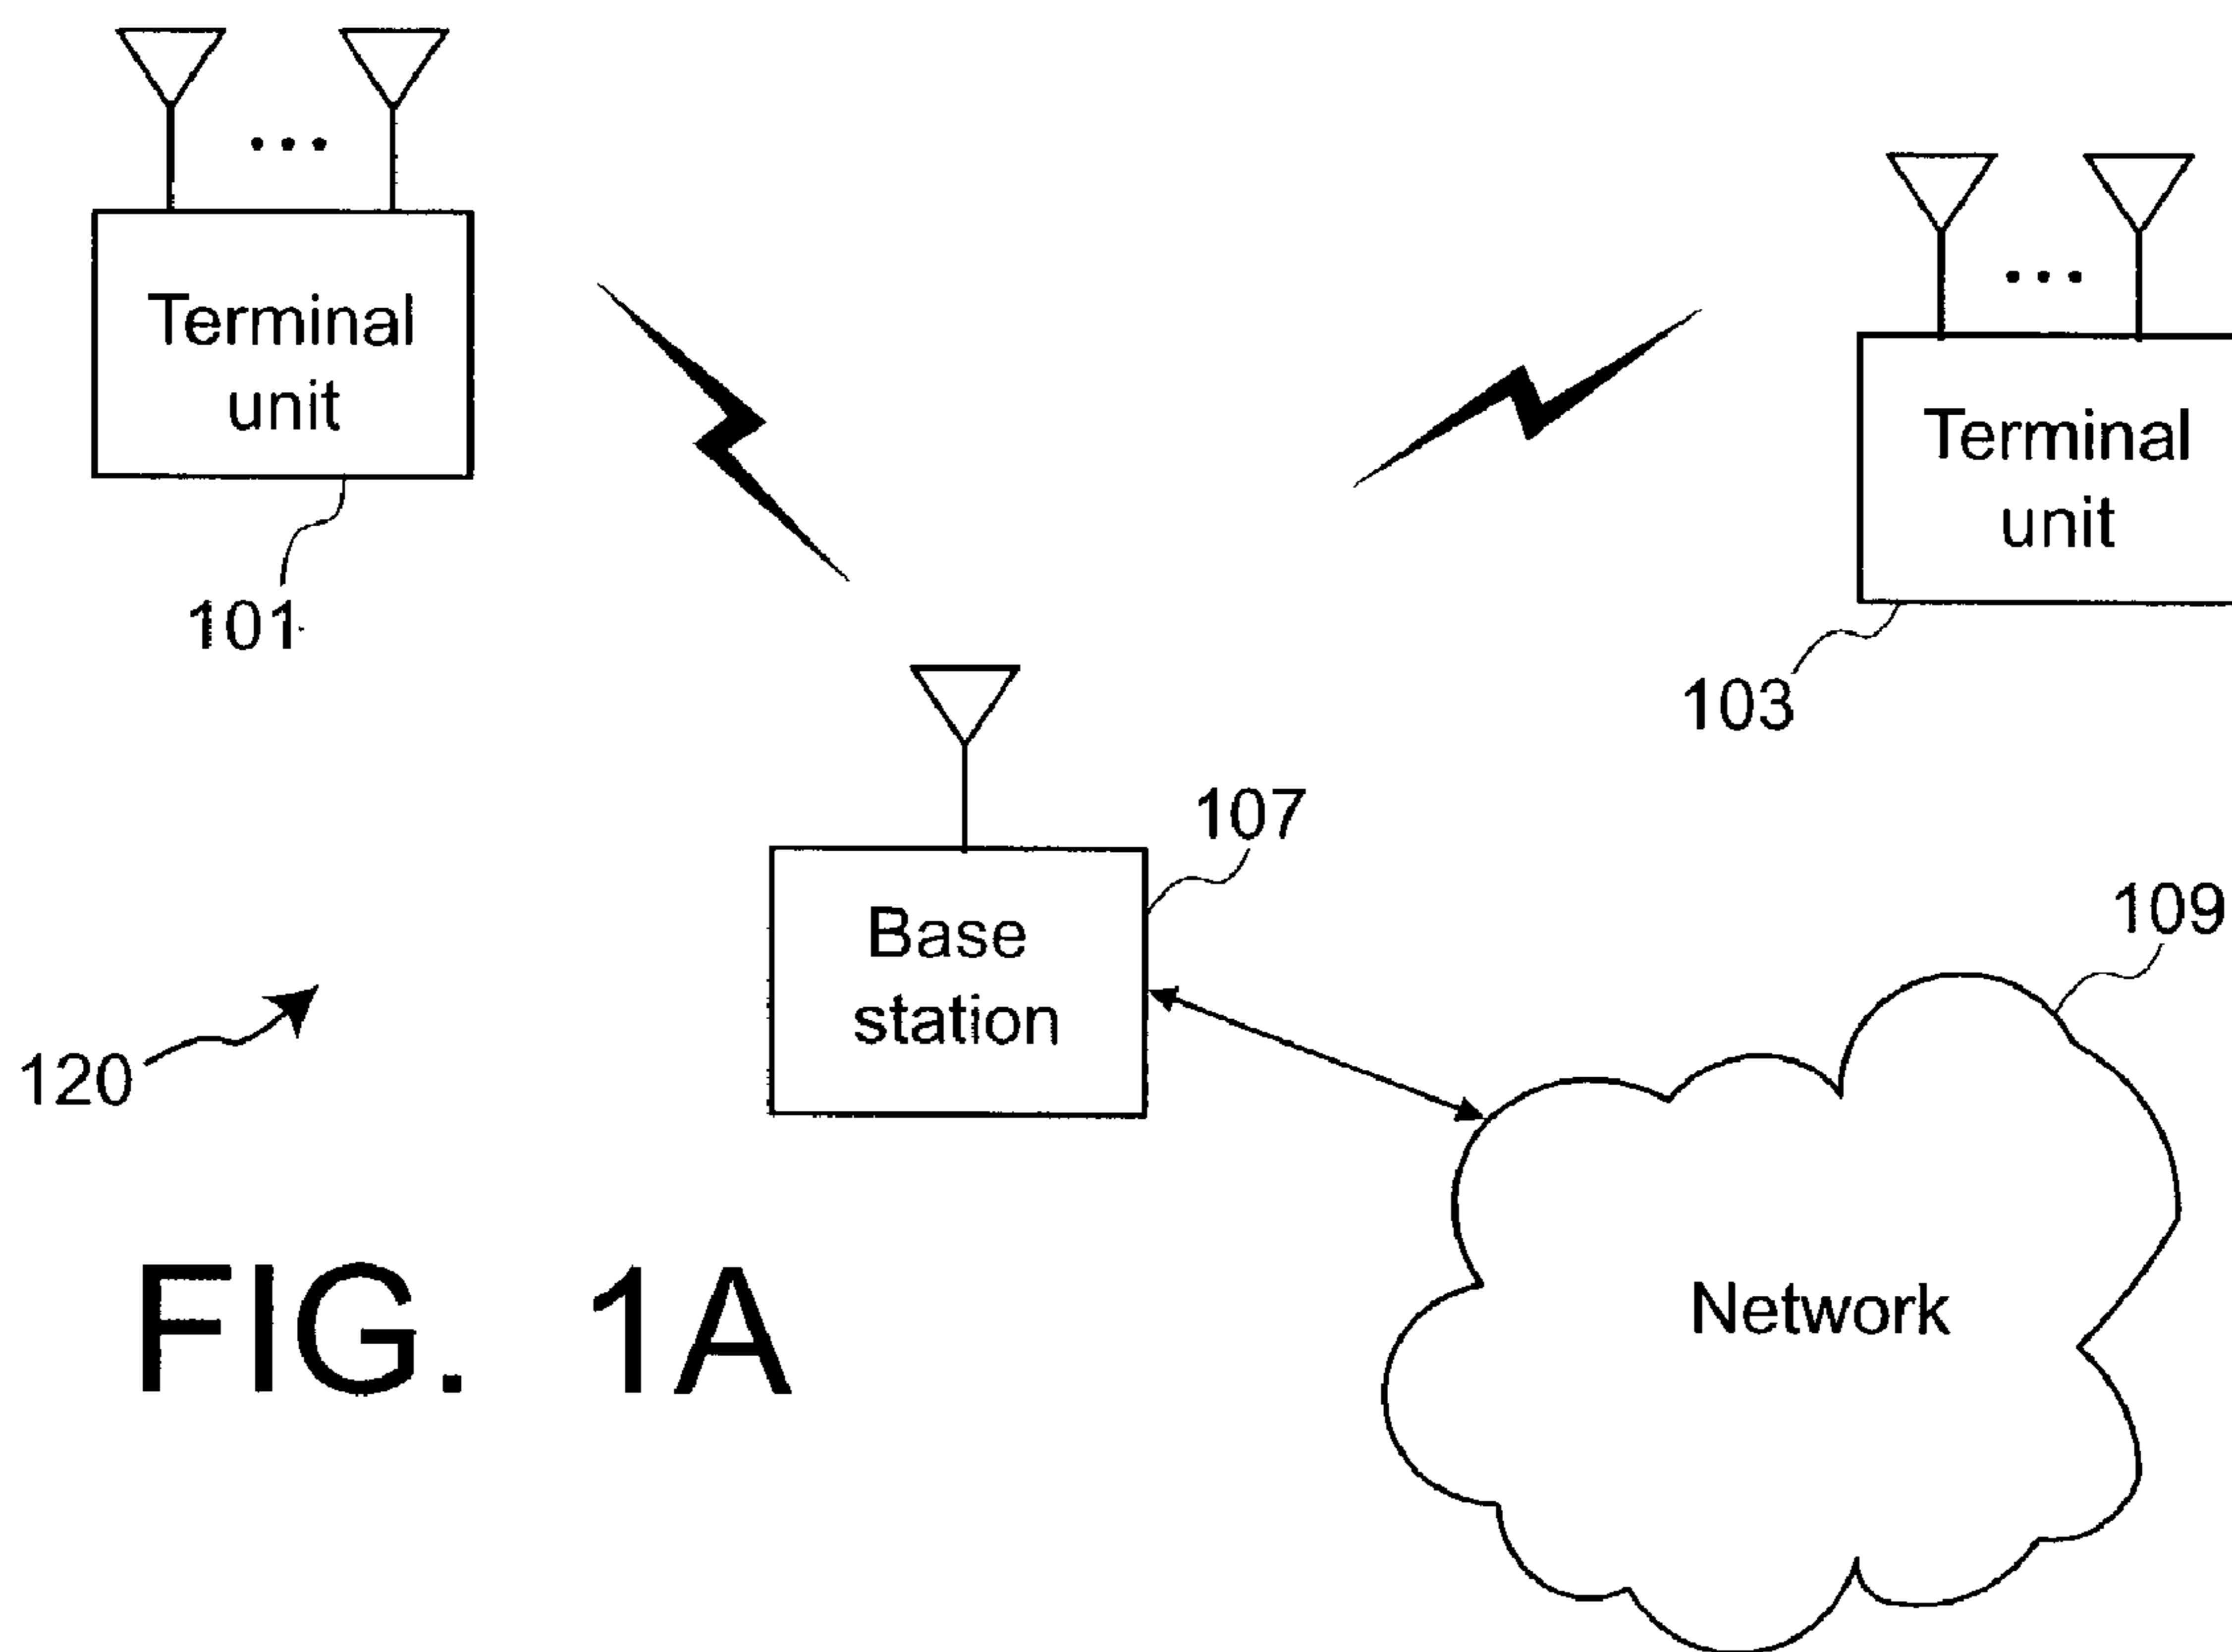 Terminal
unit
101
Terminal
unit
103
107
Base
station
109
120
Network
FIG. 1A